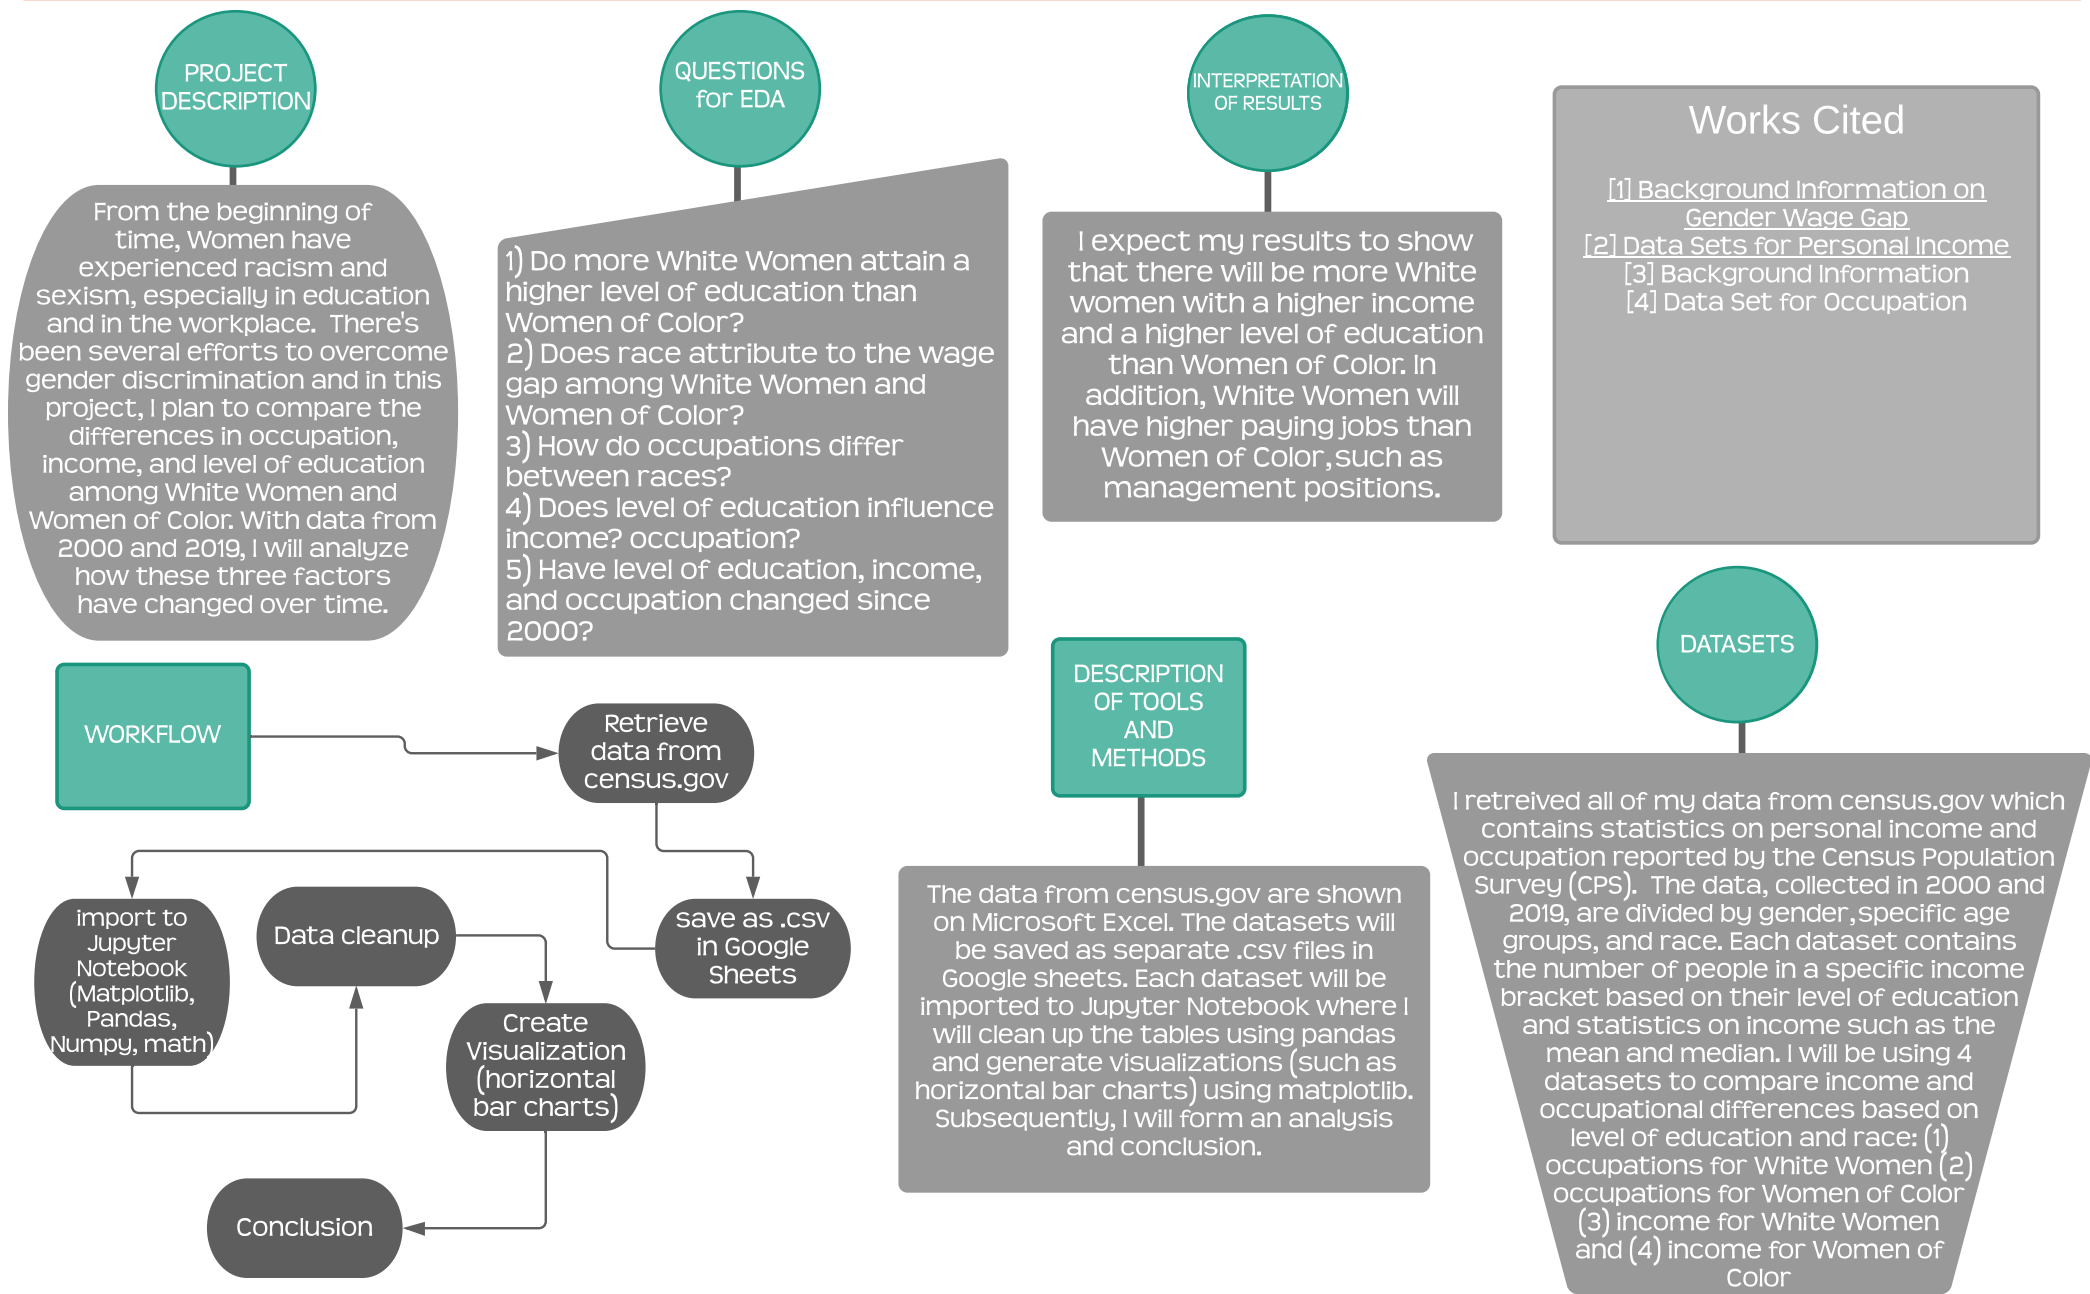 PROJECT
DESCRIPTION
From the beginning of
time, Women have
experienced racism and
sexism, especially in education
and in the workplace.  There's
been several efforts to overcome
gender discrimination and in this
project, I plan to compare the
differences in occupation,
income, and level of education
among White Women and
Women of Color. With data from
2000 and 2019, I will analyze
how these three factors
have changed over time.
QUESTIONS
for EDA
1) Do more White Women attain a
higher level of education than
Women of Color?
2) Does race attribute to the wage
gap among White Women and
Women of Color?
3) How do occupations differ
between races?
4) Does level of education influence
income? occupation?
5) Have level of education, income,
and occupation changed since
2000?
INTERPRETATION
OF RESULTS
I expect my results to show
that there will be more White
women with a higher income
and a higher level of education
than Women of Color. In
addition, White Women will
have higher paying jobs than
Women of Color, such as
management positions.
Works Cited
[1] Background Information on
Gender Wage Gap
[2] Data Sets for Personal Income
[3] Background Information
[4] Data Set for Occupation
WORKFLOW
Retrieve
data from
census.gov
save as .csv
in Google
Sheets
import to
Jupyter
Notebook
(Matplotlib,
Pandas,
Numpy, math)
Data cleanup
Create
Visualization
(horizontal
bar charts)
Conclusion
DESCRIPTION
OF TOOLS
AND
METHODS
The data from census.gov are shown
on Microsoft Excel. The datasets will
be saved as separate .csv files in
Google sheets. Each dataset will be
imported to Jupyter Notebook where I
will clean up the tables using pandas
and generate visualizations (such as
horizontal bar charts) using matplotlib.
Subsequently, I will form an analysis
and conclusion.
DATASETS
I retreived all of my data from census.gov which
contains statistics on personal income and
occupation reported by the Census Population
Survey (CPS).  The data, collected in 2000 and
2019, are divided by gender, specific age
groups, and race. Each dataset contains
the number of people in a specific income
bracket based on their level of education
and statistics on income such as the
mean and median. I will be using 4
datasets to compare income and
occupational differences based on
level of education and race: (1)
occupations for White Women (2)
occupations for Women of Color
(3) income for White Women
and (4) income for Women of
Color